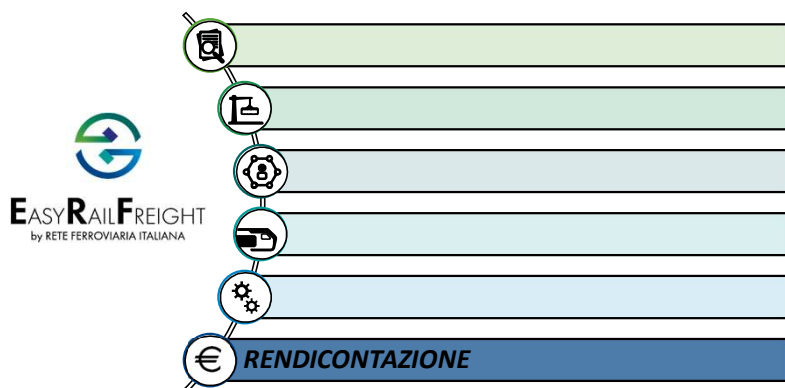 EASYRAILFREIGHT
by RETE FERROVIARIA ITALIANA
€ RENDICONTAZIONE